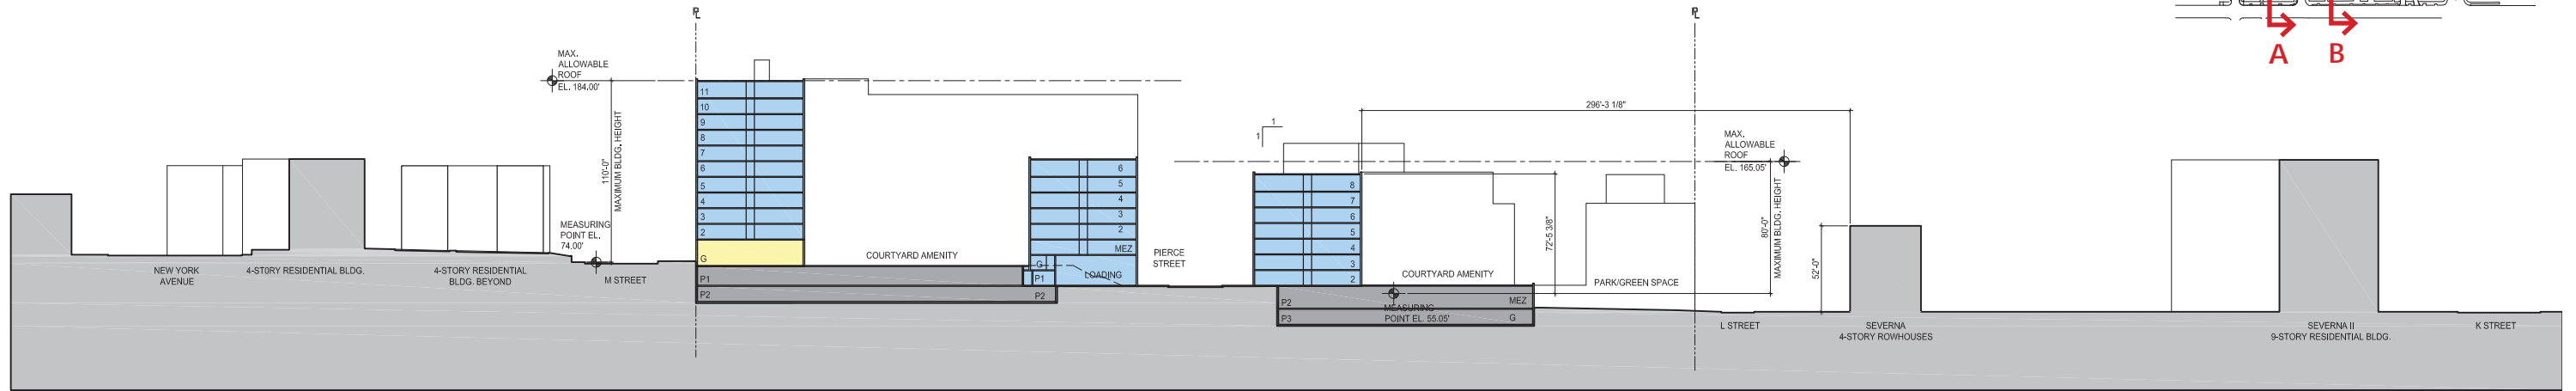 PL
PL
A
B
MAX.
ALLOWABLE
ROOF
EL. 184.00'
110'-0"
MAXIMUM BLDG. HEIGHT
MEASURING
POINT EL.
74.00'
NEW YORK
AVENUE
4-STORY RESIDENTIAL BLDG.
4-STORY RESIDENTIAL
BLDG. BEYOND
M STREET
11
10
9
8
7
6
5
4
3
2
G
P1
P2
COURTYARD AMENITY
6
5
4
3
2
MEZ
G
P1
P2
LOADING
PIERCE
STREET
1
1
8
7
6
5
4
3
2
P2
P3
MEZ
G
MEASURING
POINT EL. 55.05'
COURTYARD AMENITY
72'-5 3/8"
296'-3 1/8"
PARK/GREEN SPACE
MAX.
ALLOWABLE
ROOF
EL. 165.05'
80'-0"
MAXIMUM BLDG. HEIGHT
52'-0"
L STREET
SEVERNA
4-STORY ROWHOUSES
SEVERNA II
9-STORY RESIDENTIAL BLDG.
K STREET